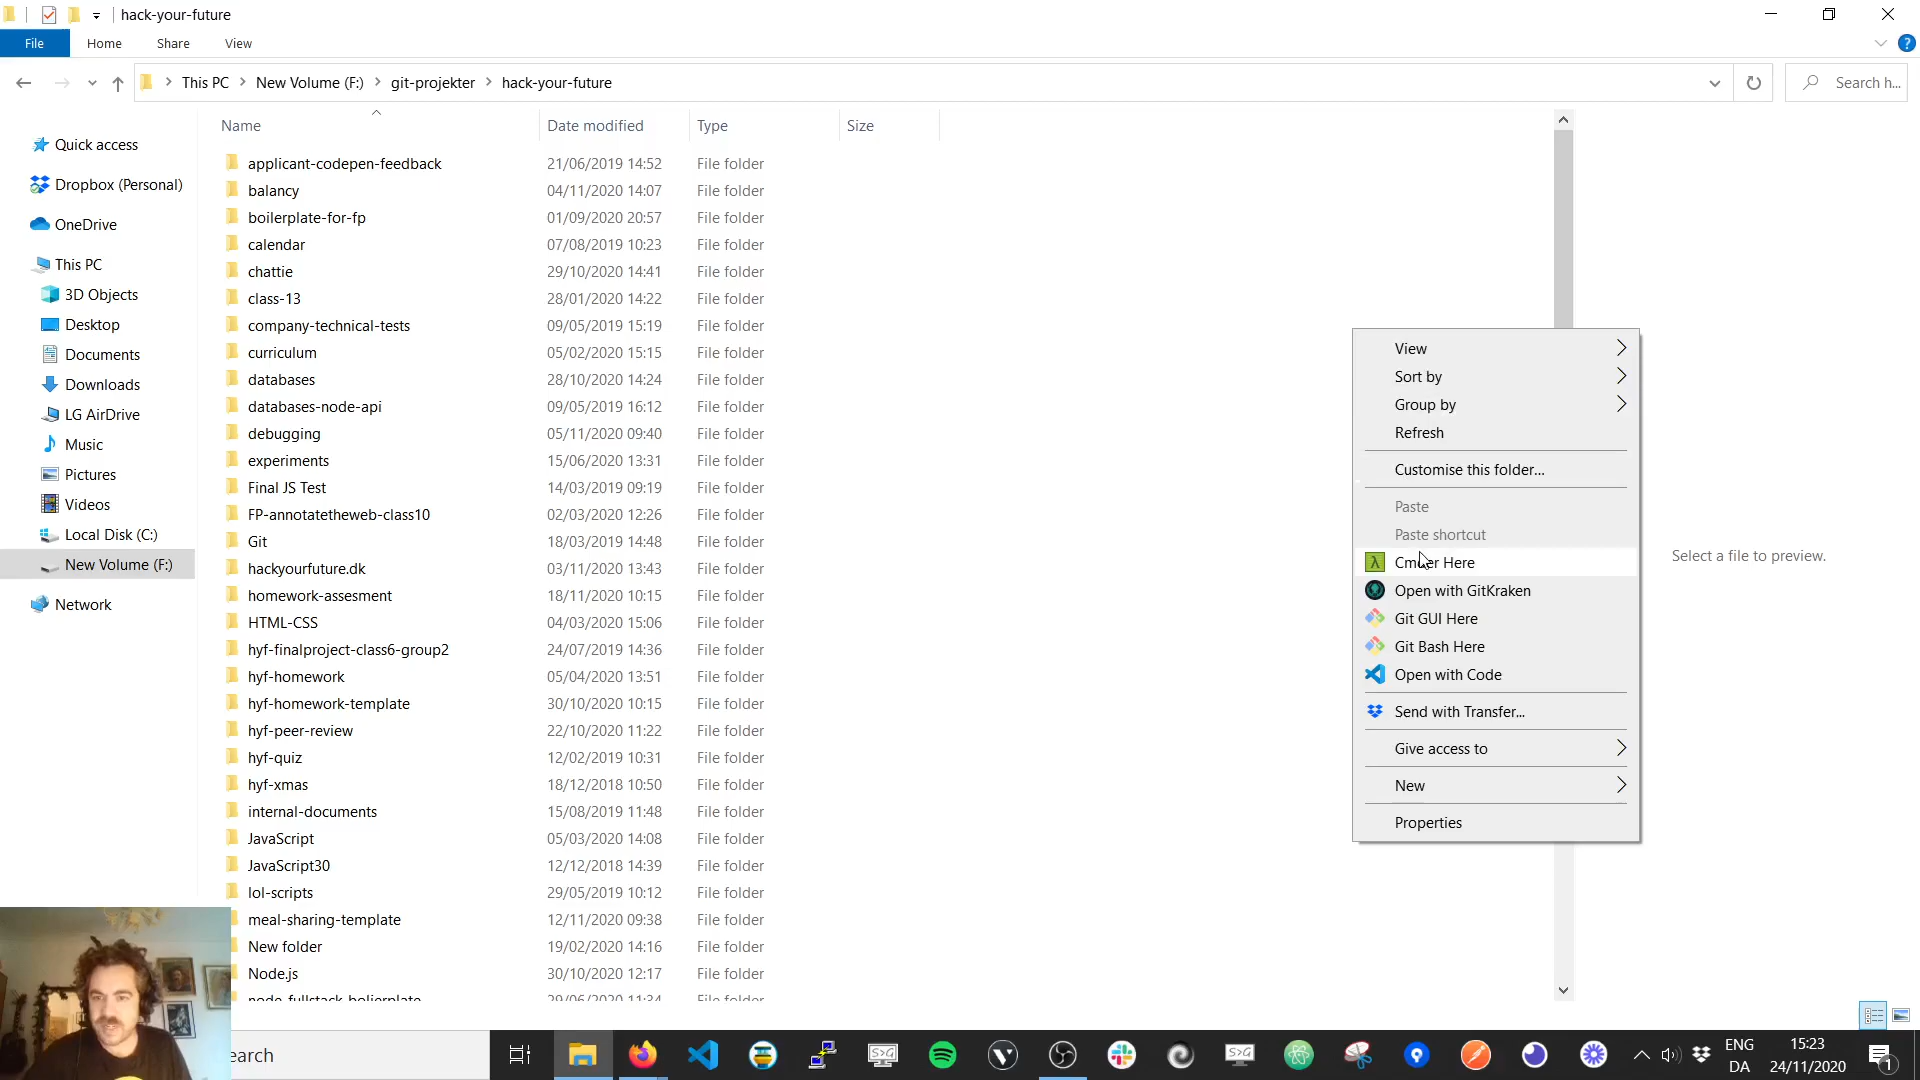 hack-your-future
File Home Share View
This PC New Volume (F:) git-projekter hack-your-future
Search h...
Name Date modified Type Size
Quick access
Dropbox (Personal)
OneDrive
This PC
3D Objects
Desktop
Documents
Downloads
LG AirDrive
Music
Pictures
Videos
Local Disk (C:)
New Volume (F:)
Network
applicant-codepen-feedback 21/06/2019 14:52 File folder
balancy 04/11/2020 14:07 File folder
boilerplate-for-fp 01/09/2020 20:57 File folder
calendar 07/08/2019 10:23 File folder
chattie 29/10/2020 14:41 File folder
class-13 28/01/2020 14:22 File folder
company-technical-tests 09/05/2019 15:19 File folder
curriculum 05/02/2020 15:15 File folder
databases 28/10/2020 14:24 File folder
databases-node-api 09/05/2019 16:12 File folder
debugging 05/11/2020 09:40 File folder
experiments 15/06/2020 13:31 File folder
Final JS Test 14/03/2019 09:19 File folder
FP-annotatetheweb-class10 02/03/2020 12:26 File folder
Git 18/03/2019 14:48 File folder
hackyourfuture.dk 03/11/2020 13:43 File folder
homework-assesment 18/11/2020 10:15 File folder
HTML-CSS 04/03/2020 15:06 File folder
hyf-finalproject-class6-group2 24/07/2019 14:36 File folder
hyf-homework 05/04/2020 13:51 File folder
hyf-homework-template 30/10/2020 10:15 File folder
hyf-peer-review 22/10/2020 11:22 File folder
hyf-quiz 12/02/2019 10:31 File folder
hyf-xmas 18/12/2018 10:50 File folder
internal-documents 15/08/2019 11:48 File folder
JavaScript 05/03/2020 14:08 File folder
JavaScript30 12/12/2018 14:39 File folder
lol-scripts 29/05/2019 10:12 File folder
meal-sharing-template 12/11/2020 09:38 File folder
New folder 19/02/2020 14:16 File folder
Node.js 30/10/2020 12:17 File folder
node-fullstack-bolierplate 29/06/2020 11:34 File folder
View
Sort by
Group by
Refresh
Customise this folder...
Paste
Paste shortcut
Cmder Here
Open with GitKraken
Git GUI Here
Git Bash Here
Open with Code
Send with Transfer...
Give access to
New
Properties
Select a file to preview.
earch
ENG
DA
15:23
24/11/2020
1